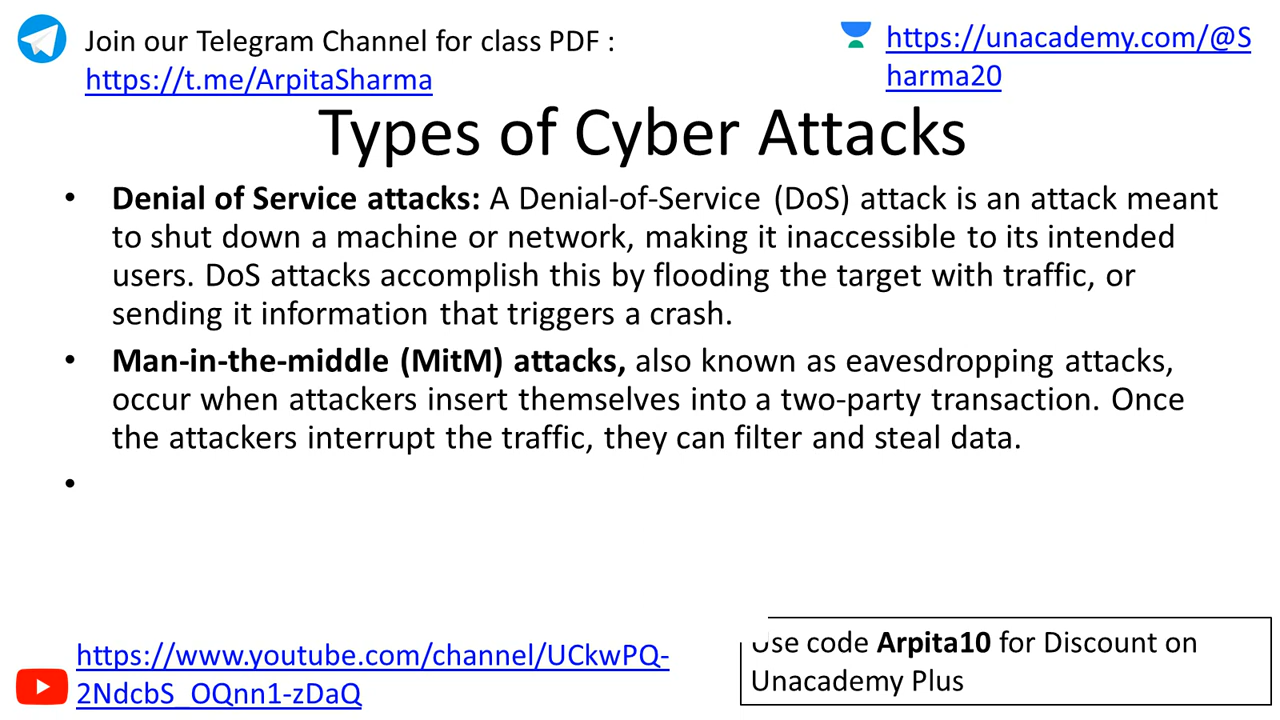 Join our Telegram Channel for class PDF :
https://t.me/ArpitaSharma
https://unacademy.com/@S
harma20
Types of Cyber Attacks
• Denial of Service attacks: A Denial-of-Service (DoS) attack is an attack meant
to shut down a machine or network, making it inaccessible to its intended
users. DoS attacks accomplish this by flooding the target with traffic, or
sending it information that triggers a crash.
• Man-in-the-middle (MitM) attacks, also known as eavesdropping attacks,
occur when attackers insert themselves into a two-party transaction. Once
the attackers interrupt the traffic, they can filter and steal data.
•
https://www.youtube.com/channel/UCkwPQ-
2NdcbS_OQnn1-zDaQ
Use code Arpita10 for Discount on
Unacademy Plus